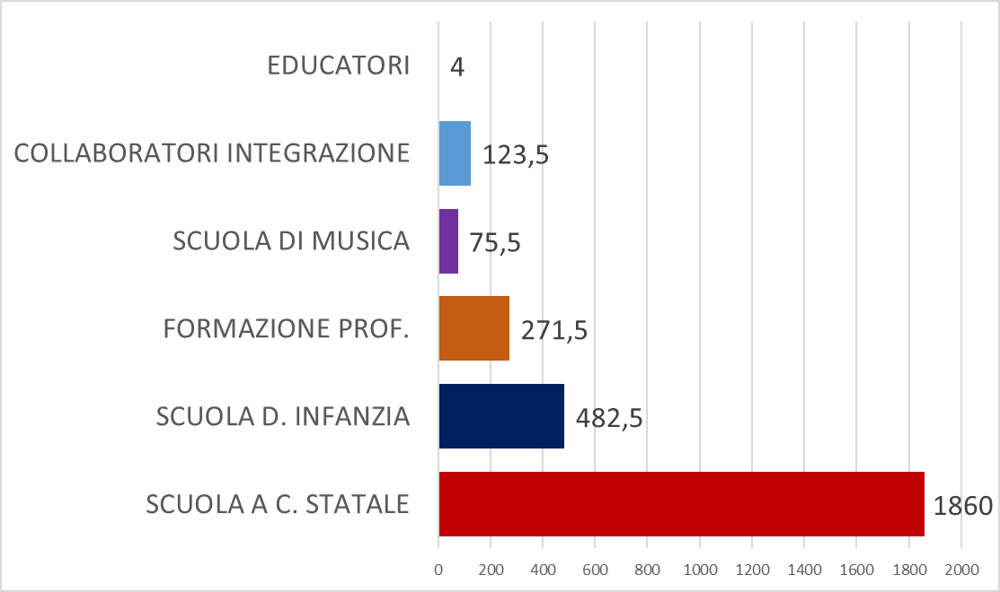 EDUCATORI 4
COLLABORATORI INTEGRAZIONE 123,5
SCUOLA DI MUSICA 75,5
FORMAZIONE PROF. 271,5
SCUOLA D. INFANZIA 482,5
SCUOLA A C. STATALE 1860
0 200 400 600 800 1000 1200 1400 1600 1800 2000